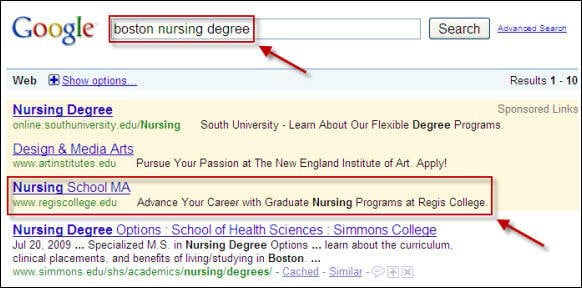 Google boston nursing degree Search Advanced Search
Web Show options... Results 1 - 10
Nursing Degree Sponsored Links
online.southuniversity.edu/Nursing South University - Learn About Our Flexible Degree Programs.
Design & Media Arts
www.artinstitutes.edu Pursue Your Passion at The New England Institute of Art. Apply!
Nursing School MA
www.regiscollege.edu Advance Your Career with Graduate Nursing Programs at Regis College.
Nursing Degree Options : School of Health Sciences : Simmons College
Jul 20, 2009 ... Specialized M.S. in Nursing Degree Options ... learn about the curriculum,
clinical placements, and benefits of living/studying in Boston. ...
www.simmons.edu/shs/academics/nursing/degrees/ - Cached - Similar -